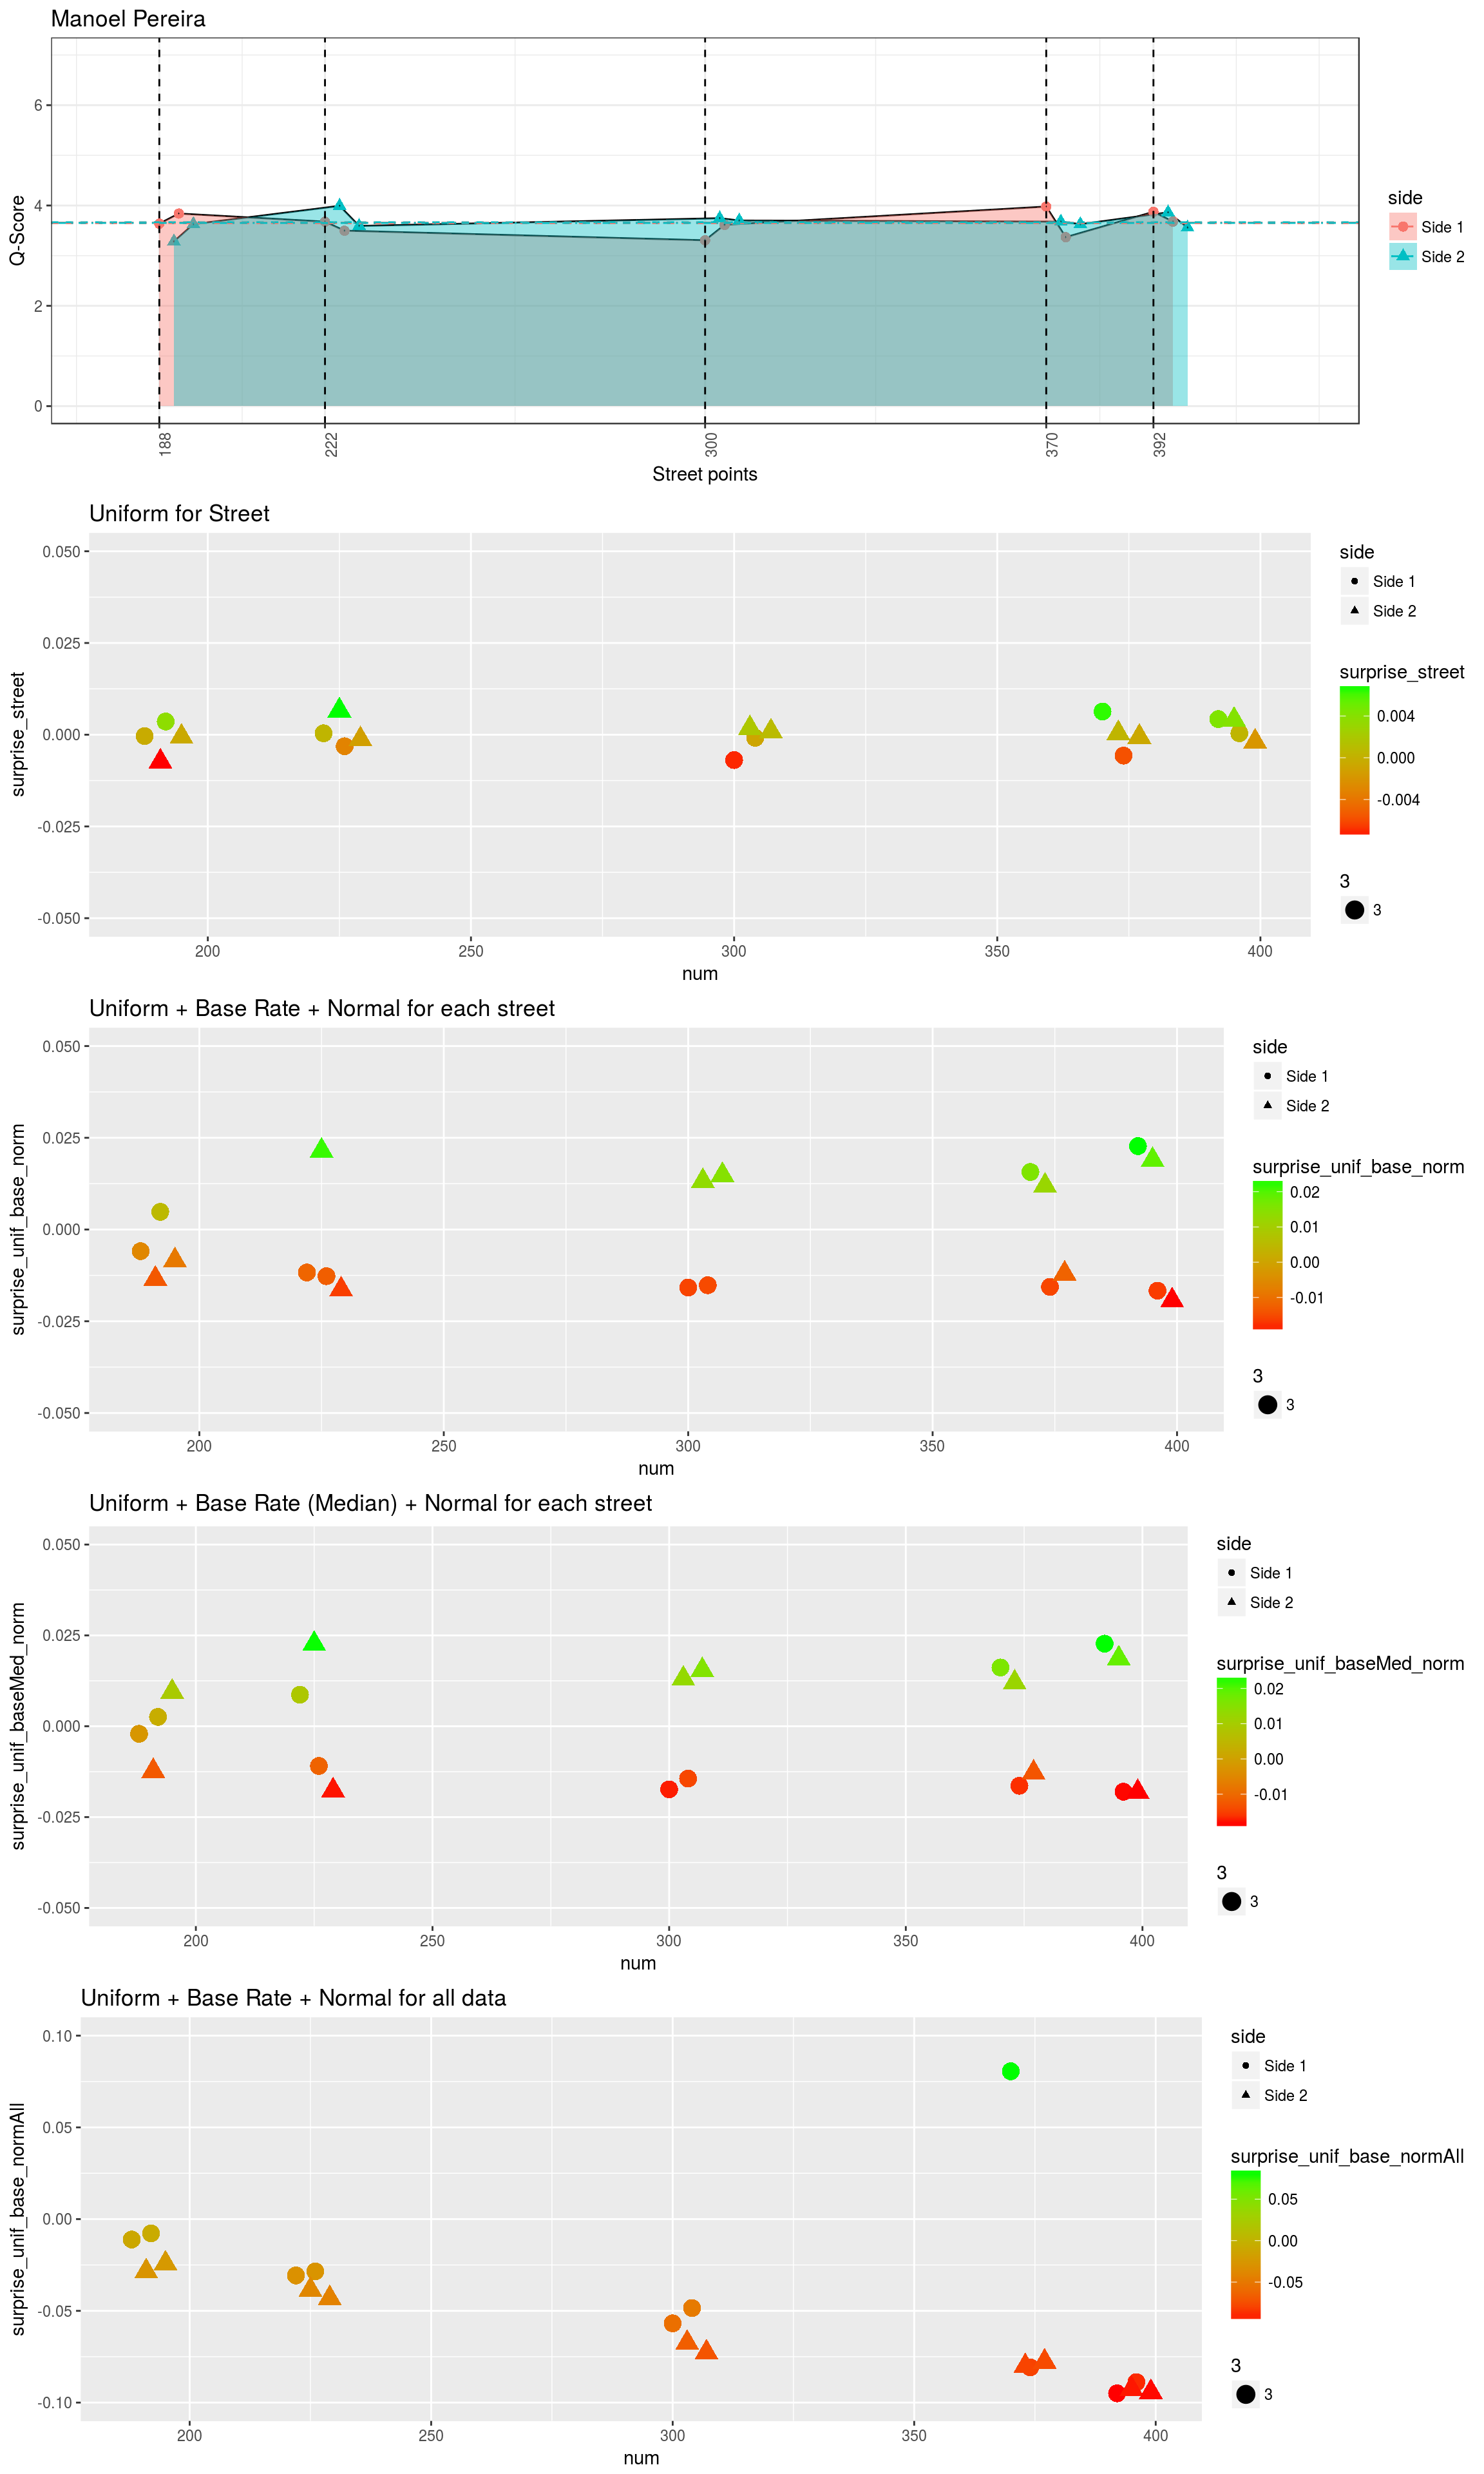 Manoel Pereira
6
4
2
0
Q-Score
188
222
300
370
392
Street points
side
Side 1
Side 2
Uniform for Street
0.050
0.025
0.000
-0.025
-0.050
surprise_street
200
250
300
350
400
num
side
Side 1
Side 2
surprise_street
0.004
0.000
-0.004
3
3
Uniform + Base Rate + Normal for each street
0.050
0.025
0.000
-0.025
-0.050
surprise_unif_base_norm
200
250
300
350
400
num
side
Side 1
Side 2
surprise_unif_base_norm
0.02
0.01
0.00
-0.01
3
3
Uniform + Base Rate (Median) + Normal for each street
0.050
0.025
0.000
-0.025
-0.050
surprise_unif_baseMed_norm
200
250
300
350
400
num
side
Side 1
Side 2
surprise_unif_baseMed_norm
0.02
0.01
0.00
-0.01
3
3
Uniform + Base Rate + Normal for all data
0.10
0.05
0.00
-0.05
-0.10
surprise_unif_base_normAll
200
250
300
350
400
num
side
Side 1
Side 2
surprise_unif_base_normAll
0.05
0.00
-0.05
3
3